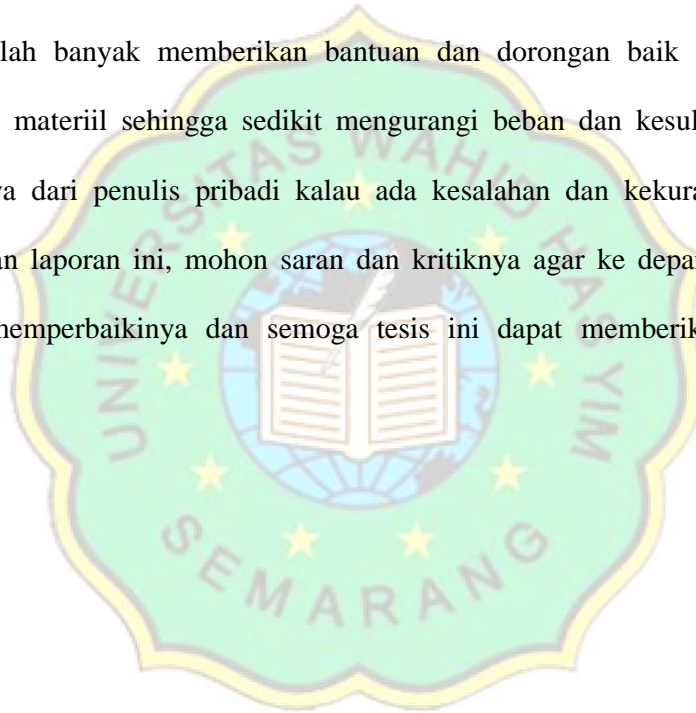 lah banyak memberikan bantuan dan dorongan baik
materiil sehingga sedikit mengurangi beban dan kesul
a dari penulis pribadi kalau ada kesalahan dan kekura
an laporan ini, mohon saran dan kritiknya agar ke depa
memperbaikinya dan semoga tesis ini dapat memberik
UNIVERSITAS WAHID HASYIM
SEMARANG